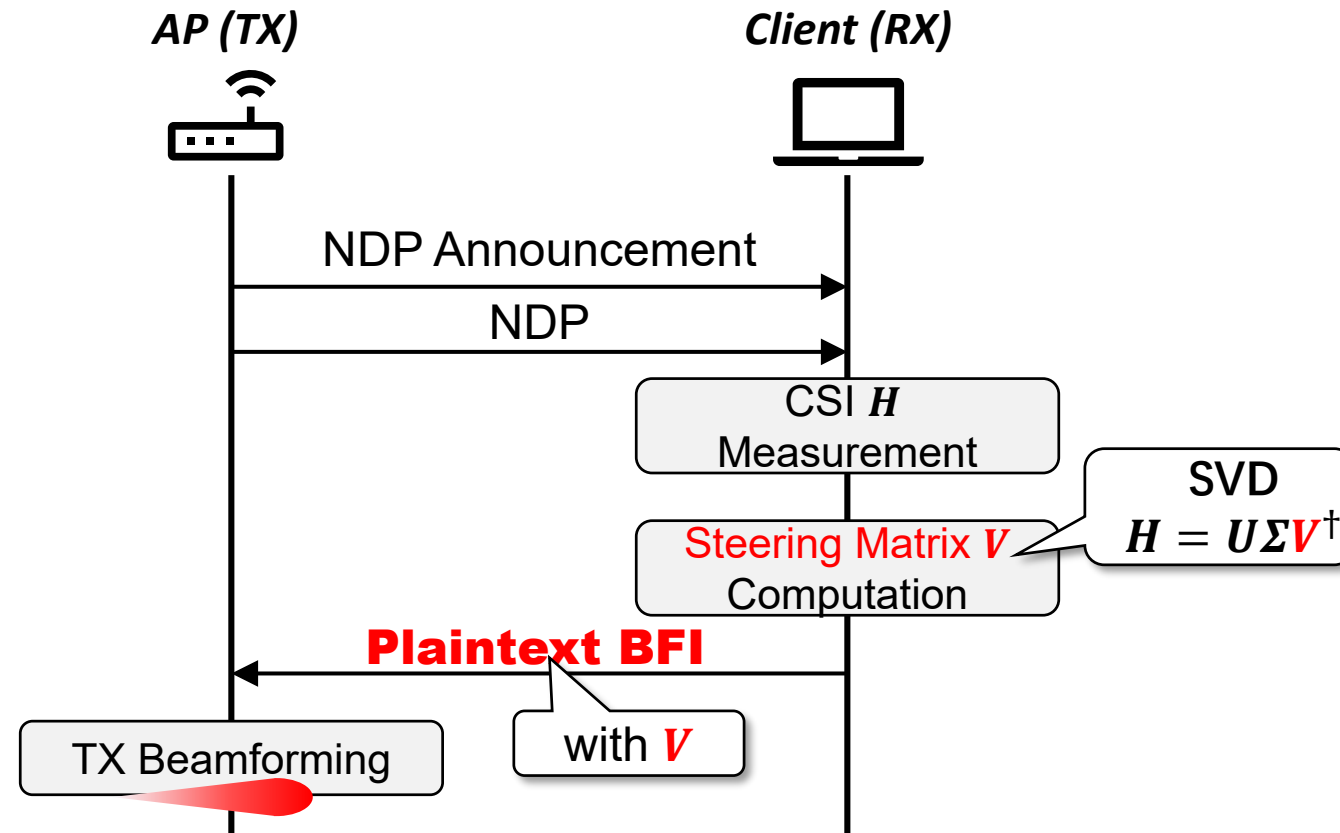 AP (TX)
Client (RX)
NDP Announcement
NDP
CSI H
Measurement
Steering Matrix V
Computation
SVD
H = UΣV†
Plaintext BFI
with V
TX Beamforming